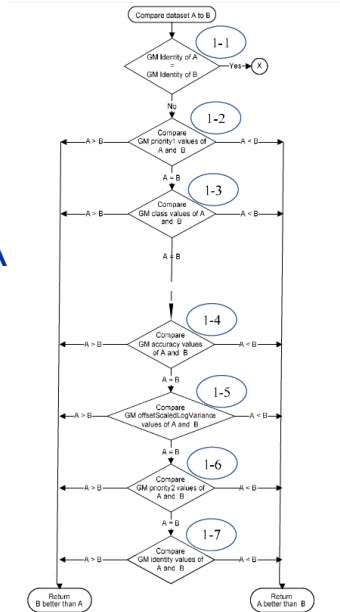 Compare dataset A to B
1-1
GM Identity of A
=
GM Identity of B
Yes
X
No
1-2
Compare
GM priority1 values of
A and B
A > B
A < B
A = B
1-3
Compare
GM class values of A
and B
A > B
A < B
A = B
A
1-4
Compare
GM accuracy values
of A and B
A > B
A < B
A = B
1-5
Compare
GM offsetScaledLogVariance
values of A and B
A > B
A < B
A = B
1-6
Compare
GM priority2 values of
A and B
A > B
A < B
A = B
1-7
Compare
GM identity values of
A and B
A > B
A < B
Return
B better than A
Return
A better than B